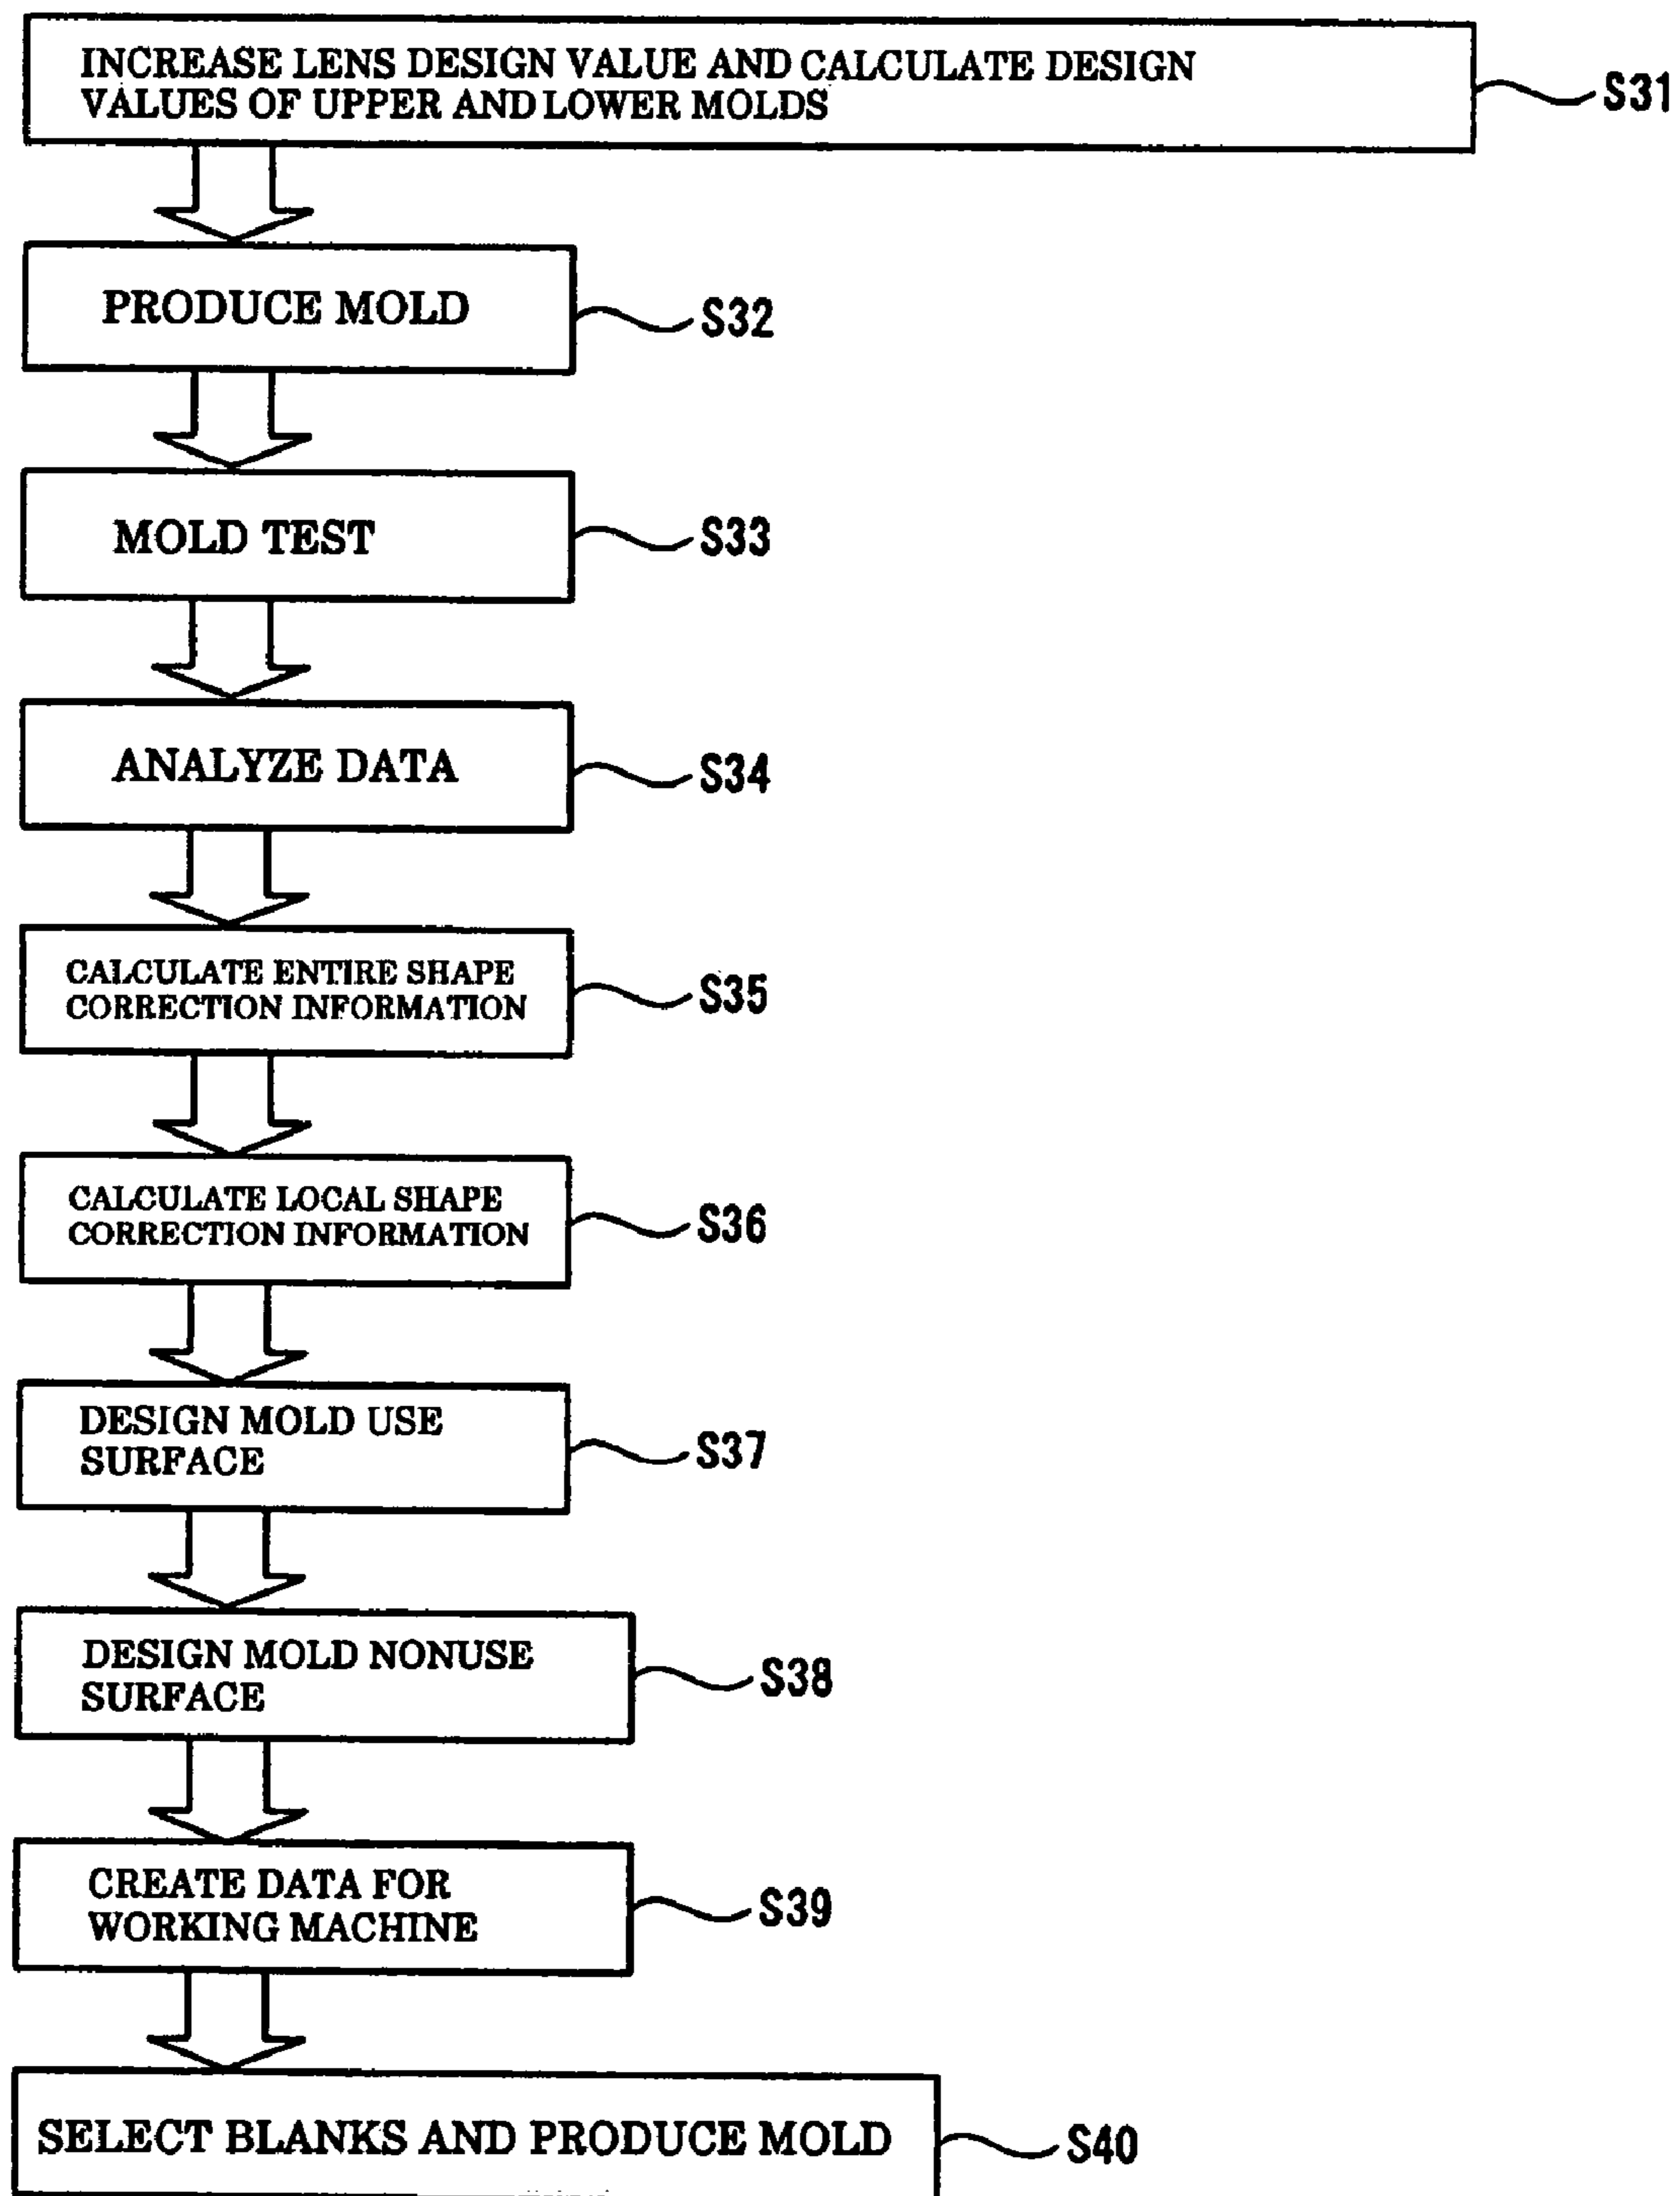 INCREASE LENS DESIGN VALUE AND CALCULATE DESIGN
VALUES OF UPPER AND LOWER MOLDS
S31
PRODUCE MOLD
S32
MOLD TEST
S33
ANALYZE DATA
S34
CALCULATE ENTIRE SHAPE
CORRECTION INFORMATION
S35
CALCULATE LOCAL SHAPE
CORRECTION INFORMATION
S36
DESIGN MOLD USE
SURFACE
S37
DESIGN MOLD NONUSE
SURFACE
S38
CREATE DATA FOR
WORKING MACHINE
S39
SELECT BLANKS AND PRODUCE MOLD
S40